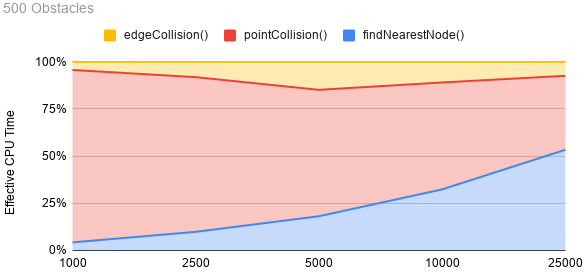 500 Obstacles
edgeCollision() pointCollision() findNearestNode()
100%
75%
50%
25%
0%
Effective CPU Time
1000 2500 5000 10000 25000